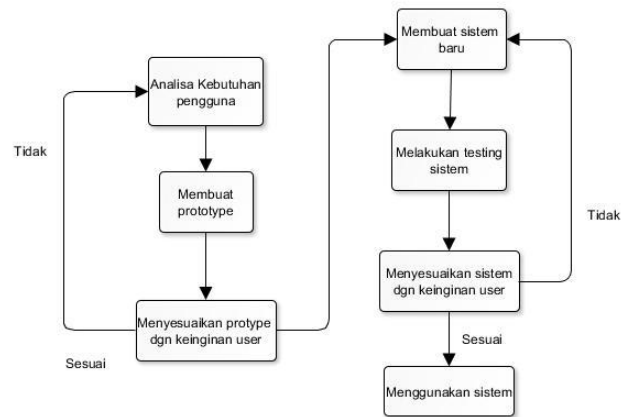 Analisa Kebutuhan
pengguna
Tidak
Membuat
prototype
Menyesuaikan protype
dgn keinginan user
Sesuai
Membuat sistem
baru
Melakukan testing
sistem
Tidak
Menyesuaikan sistem
dgn keinginan user
Sesuai
Menggunakan sistem